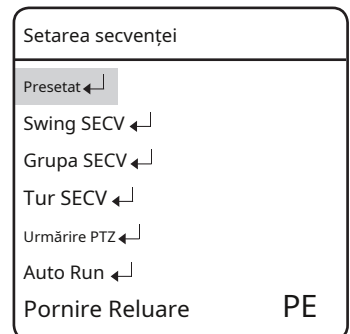 Setarea secvenței
Presetat
Swing SECV
Grupa SECV
Tur SECV
Urmărire PTZ
Auto Run
Pornire Reluare PE